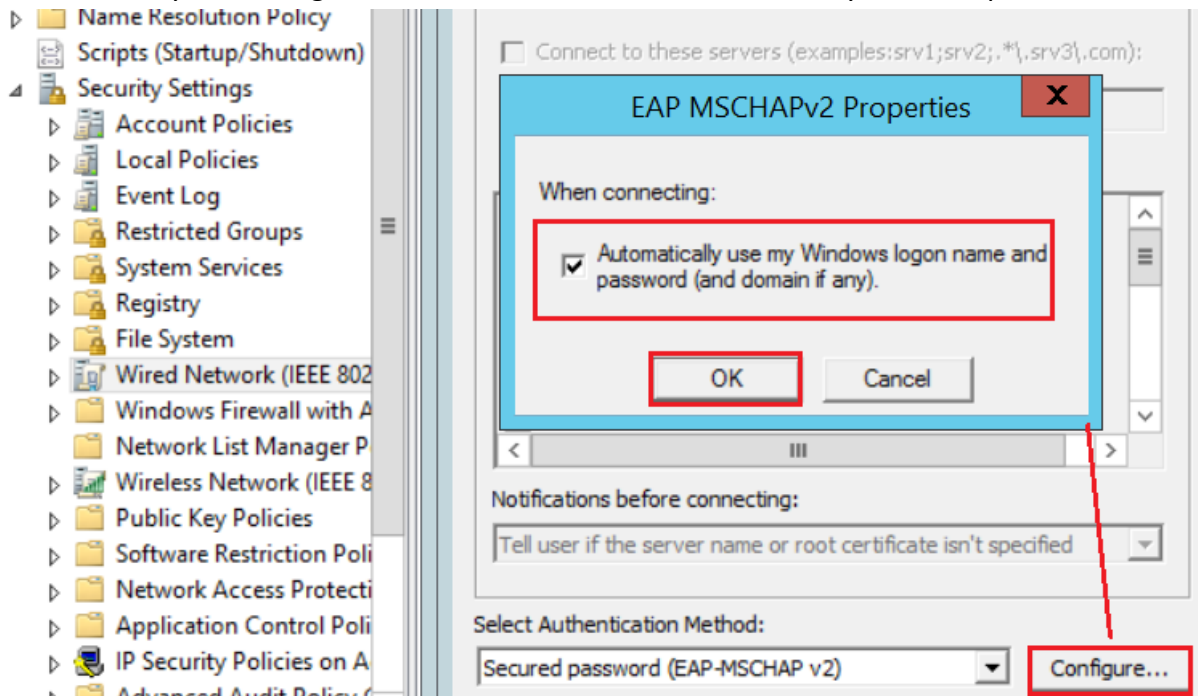 Name Resolution Policy
Scripts (Startup/Shutdown)
Security Settings
Account Policies
Local Policies
Event Log
Restricted Groups
System Services
Registry
File System
Wired Network (IEEE 802
Windows Firewall with A
Network List Manager P
Wireless Network (IEEE 8
Public Key Policies
Software Restriction Poli
Network Access Protecti
Application Control Poli
IP Security Policies on A
Advanced Audit Policy C
Connect to these servers (examples:srv1;srv2;.*\.srv3\.com):
EAP MSCHAPv2 Properties
X
When connecting:
Automatically use my Windows logon name and
password (and domain if any).
OK Cancel
Notifications before connecting:
Tell user if the server name or root certificate isn't specified
Select Authentication Method:
Secured password (EAP-MSCHAP v2) Configure...